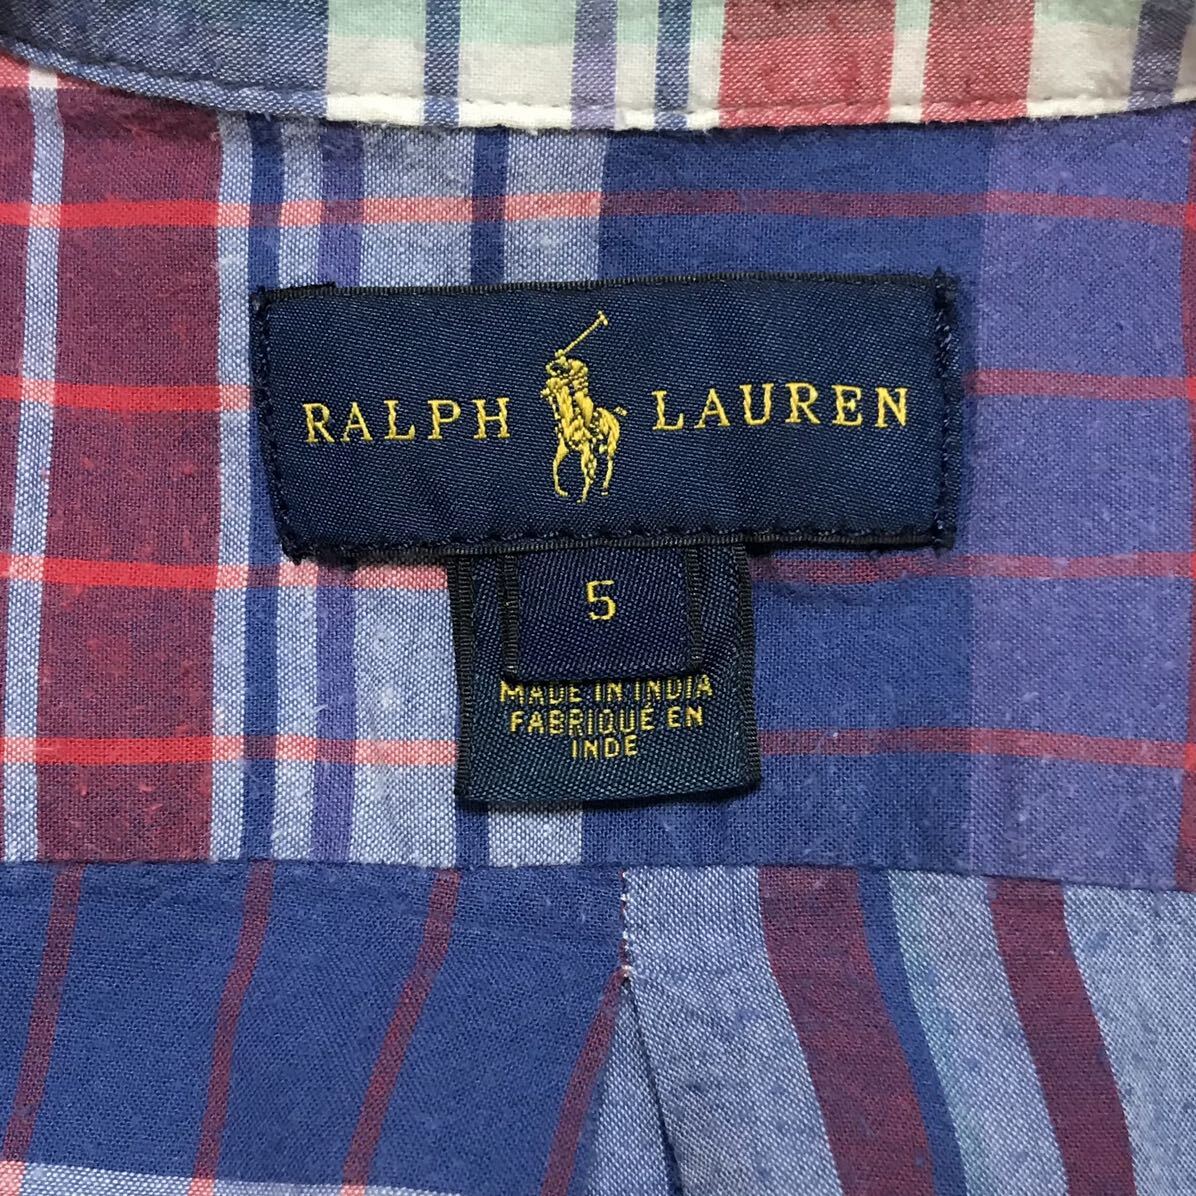 RALPH LAUREN
5
MADE IN INDIA
FABRIQUÉ EN
INDE